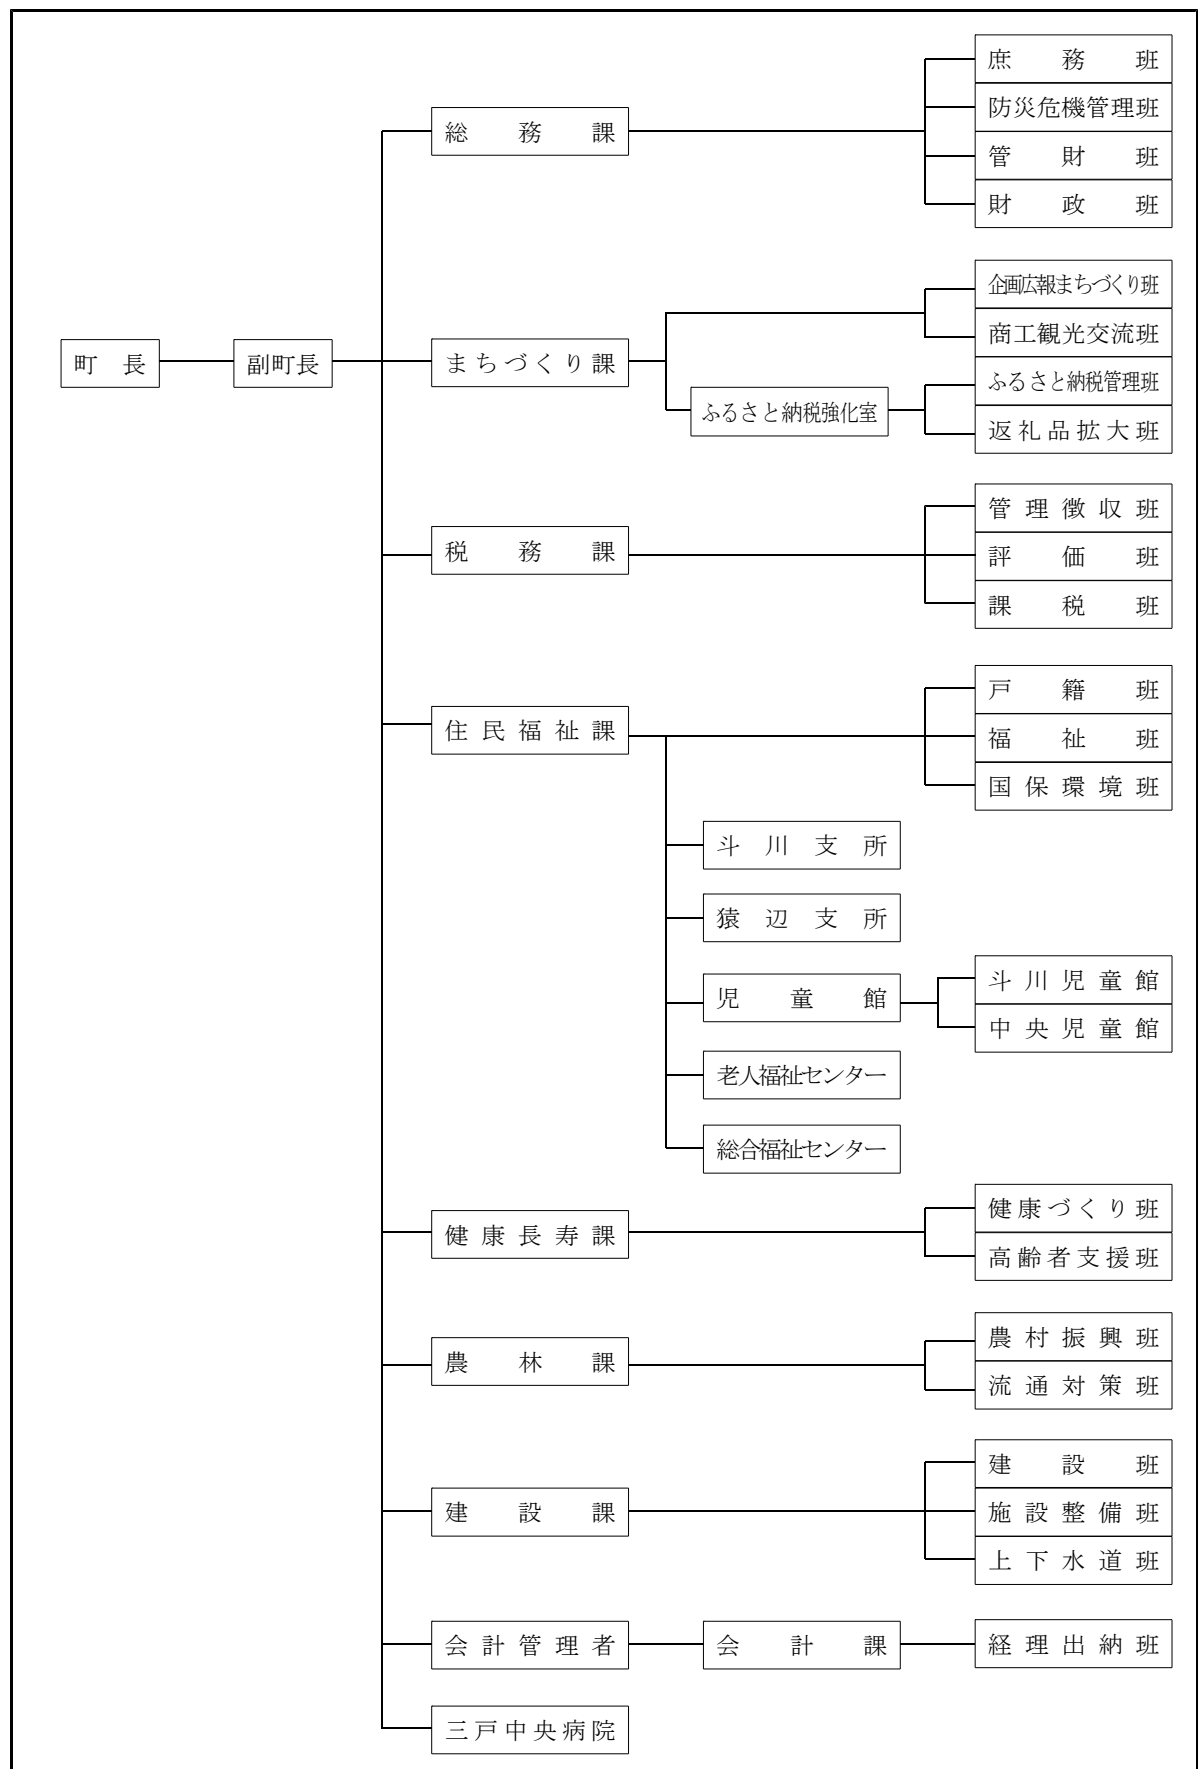 町長
副町長
総務課
庶務班
防災危機管理班
管財班
財政班
まちづくり課
企画広報まちづくり班
商工観光交流班
ふるさと納税強化室
ふるさと納税管理班
返礼品拡大班
税務課
管理徴収班
評価班
課税班
住民福祉課
戸籍班
福祉班
国保環境班
斗川支所
猿辺支所
児童館
斗川児童館
中央児童館
老人福祉センター
総合福祉センター
健康長寿課
健康づくり班
高齢者支援班
農林課
農村振興班
流通対策班
建設課
建設班
施設整備班
上下水道班
会計管理者
会計課
経理出納班
三戸中央病院